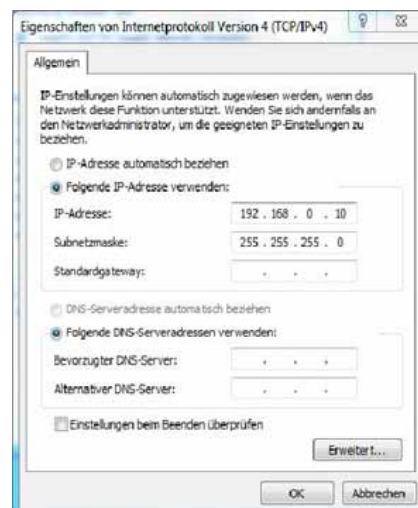 Eigenschaften von Internetprotokoll Version 4 (TCP/IPv4)
Allgemein
IP-Einstellungen können automatisch zugewiesen werden, wenn das
Netzwerk diese Funktion unterstützt. Wenden Sie sich andernfalls an
den Netzwerkadministrator, um die geeigneten IP-Einstellungen zu
beziehen.
IP-Adresse automatisch beziehen
Folgende IP-Adresse verwenden:
IP-Adresse: 192 . 168 . 0 . 10
Subnetzmaske: 255 . 255 . 255 . 0
Standardgateway: . . .
DNS-Serveradresse automatisch beziehen
Folgende DNS-Serveradressen verwenden:
Bevorzugter DNS-Server: . . .
Alternativer DNS-Server: . . .
Einstellungen beim Beenden überprüfen
Erweitert...
OK Abbrechen